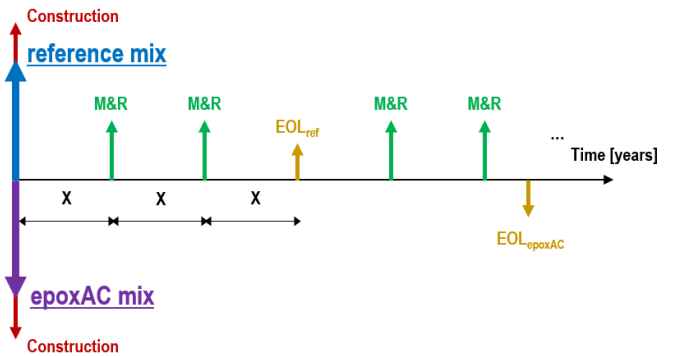 Construction
reference mix
M&R M&R M&R M&R
EOLref
...
Time [years]
X X X
EOLepoxAC
epoxAC mix
Construction